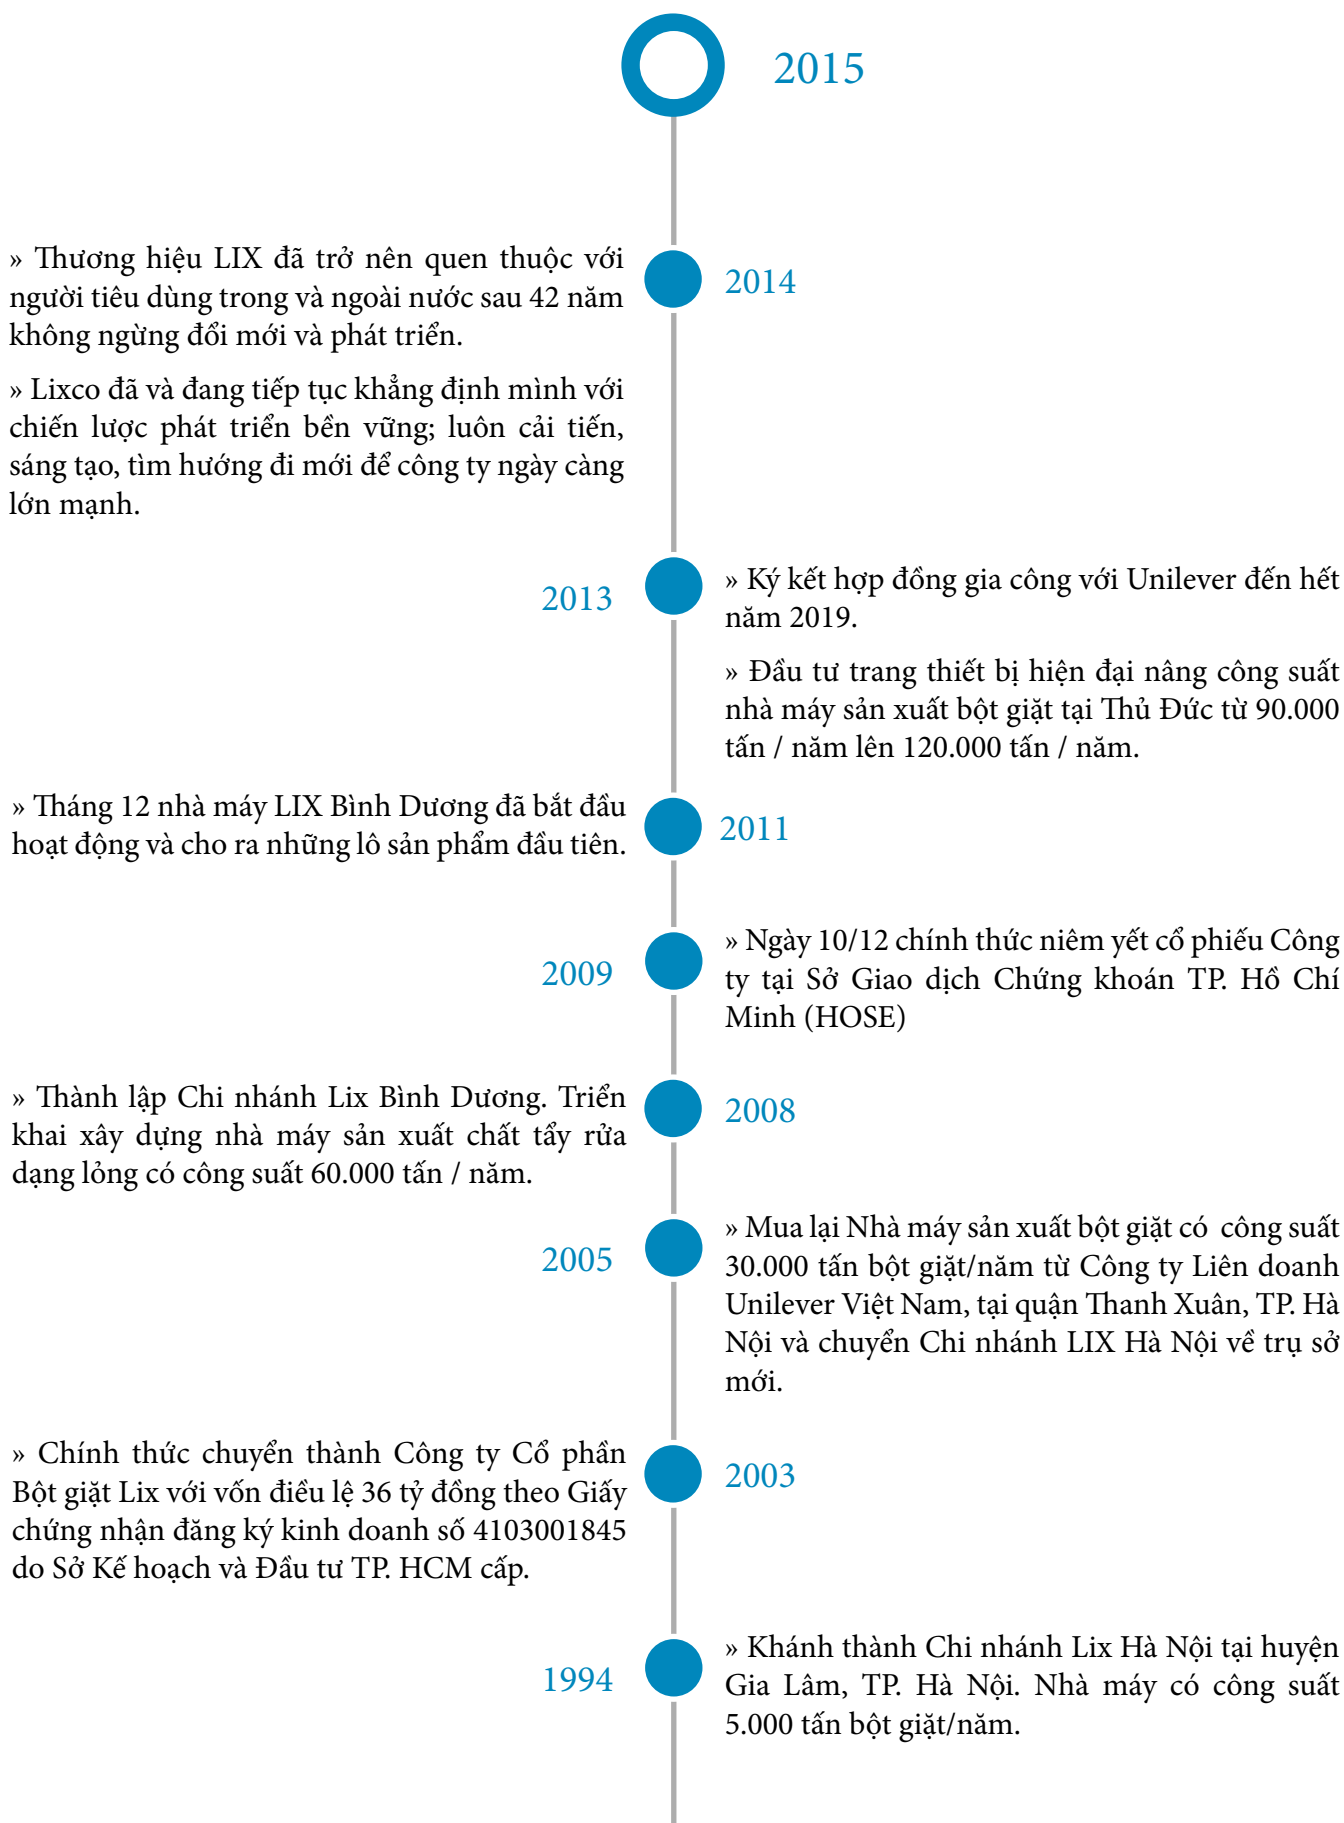 2015
2014
» Thương hiệu LIX đã trở nên quen thuộc với
người tiêu dùng trong và ngoài nước sau 42 năm
không ngừng đổi mới và phát triển.
» Lixco đã và đang tiếp tục khẳng định mình với
chiến lược phát triển bền vững; luôn cải tiến,
sáng tạo, tìm hướng đi mới để công ty ngày càng
lớn mạnh.
2013
» Ký kết hợp đồng gia công với Unilever đến hết
năm 2019.
» Đầu tư trang thiết bị hiện đại nâng công suất
nhà máy sản xuất bột giặt tại Thủ Đức từ 90.000
tấn / năm lên 120.000 tấn / năm.
2011
» Tháng 12 nhà máy LIX Bình Dương đã bắt đầu
hoạt động và cho ra những lô sản phẩm đầu tiên.
2009
» Ngày 10/12 chính thức niêm yết cổ phiếu Công
ty tại Sở Giao dịch Chứng khoán TP. Hồ Chí
Minh (HOSE)
2008
» Thành lập Chi nhánh Lix Bình Dương. Triển
khai xây dựng nhà máy sản xuất chất tẩy rửa
dạng lỏng có công suất 60.000 tấn / năm.
2005
» Mua lại Nhà máy sản xuất bột giặt có công suất
30.000 tấn bột giặt/năm từ Công ty Liên doanh
Unilever Việt Nam, tại quận Thanh Xuân, TP. Hà
Nội và chuyển Chi nhánh LIX Hà Nội về trụ sở
mới.
2003
» Chính thức chuyển thành Công ty Cổ phần
Bột giặt Lix với vốn điều lệ 36 tỷ đồng theo Giấy
chứng nhận đăng ký kinh doanh số 4103001845
do Sở Kế hoạch và Đầu tư TP. HCM cấp.
1994
» Khánh thành Chi nhánh Lix Hà Nội tại huyện
Gia Lâm, TP. Hà Nội. Nhà máy có công suất
5.000 tấn bột giặt/năm.